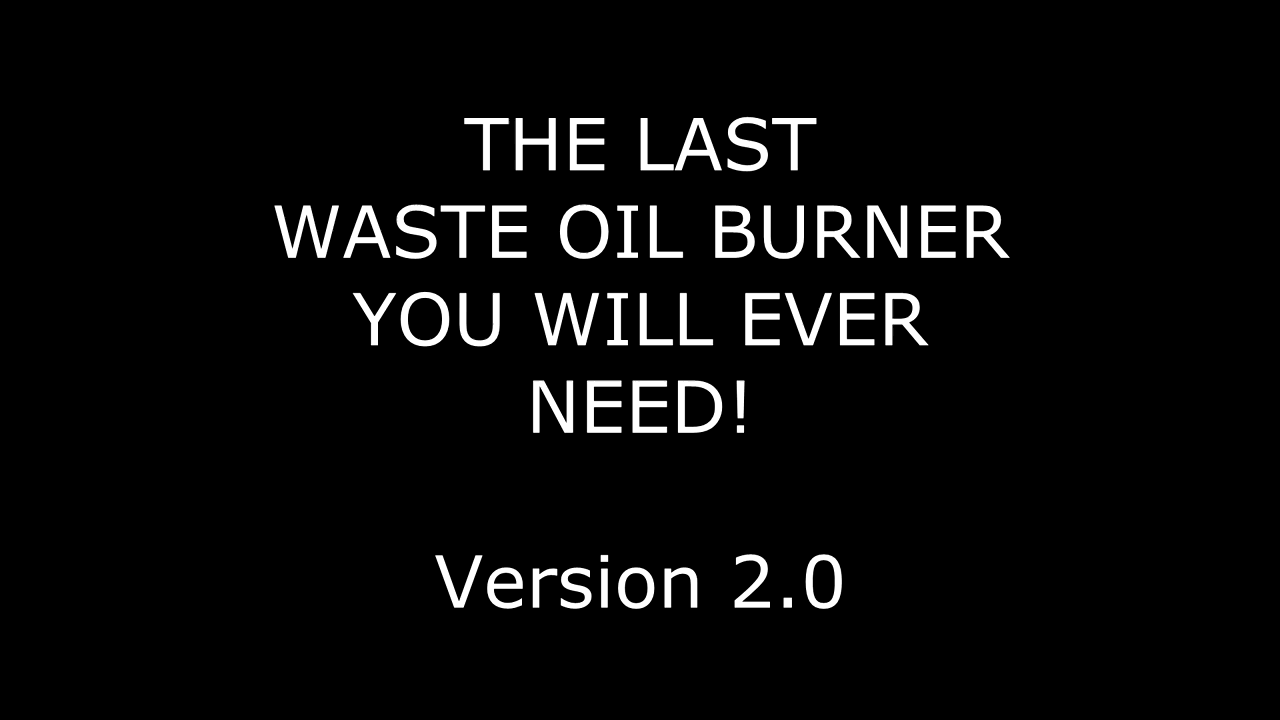 THE LAST
WASTE OIL BURNER
YOU WILL EVER
NEED!
Version 2.0